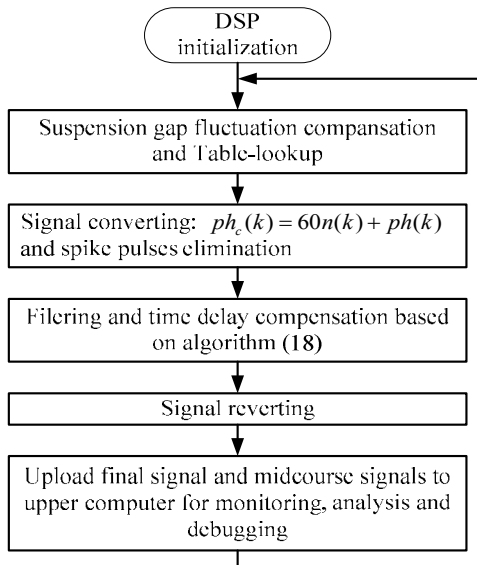 DSP
initialization
Suspension gap fluctuation compansation
and Table-lookup
Signal converting: ph_c(k) = 60n(k) + ph(k)
and spike pulses elimination
Filering and time delay compensation based
on algorithm (18)
Signal reverting
Upload final signal and midcourse signals to
upper computer for monitoring, analysis and
debugging